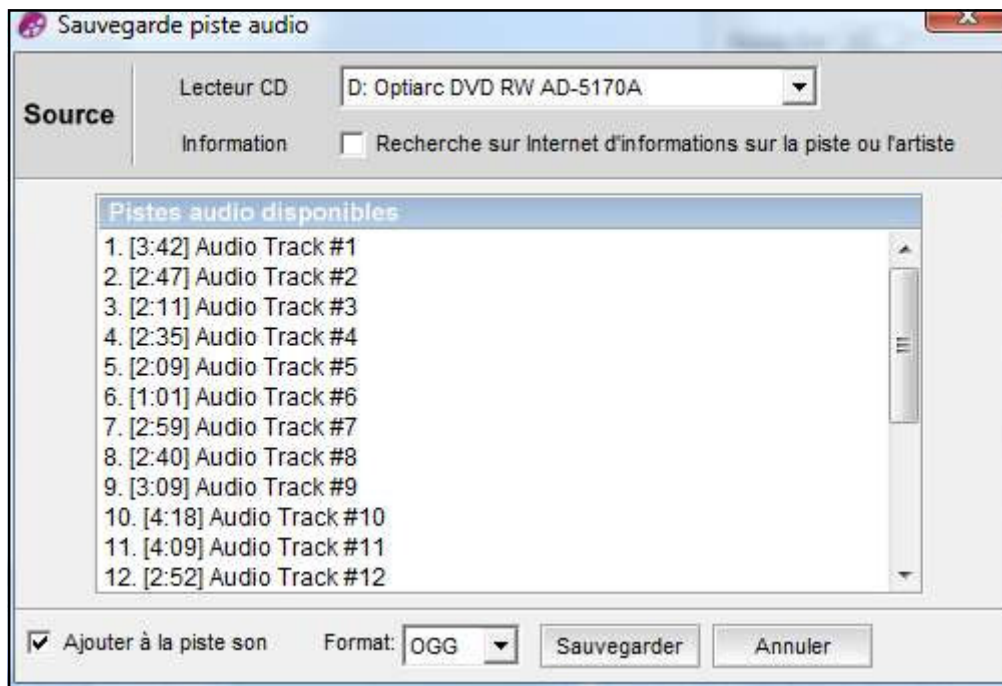 Sauvegarde piste audio
Source
Lecteur CD D: Optiarc DVD RW AD-5170A
Information Recherche sur Internet d'informations sur la piste ou l'artiste
Pistes audio disponibles
1. [3:42] Audio Track #1
2. [2:47] Audio Track #2
3. [2:11] Audio Track #3
4. [2:35] Audio Track #4
5. [2:09] Audio Track #5
6. [1:01] Audio Track #6
7. [2:59] Audio Track #7
8. [2:40] Audio Track #8
9. [3:09] Audio Track #9
10. [4:18] Audio Track #10
11. [4:09] Audio Track #11
12. [2:52] Audio Track #12
Ajouter à la piste son Format: OGG Sauvegarder Annuler